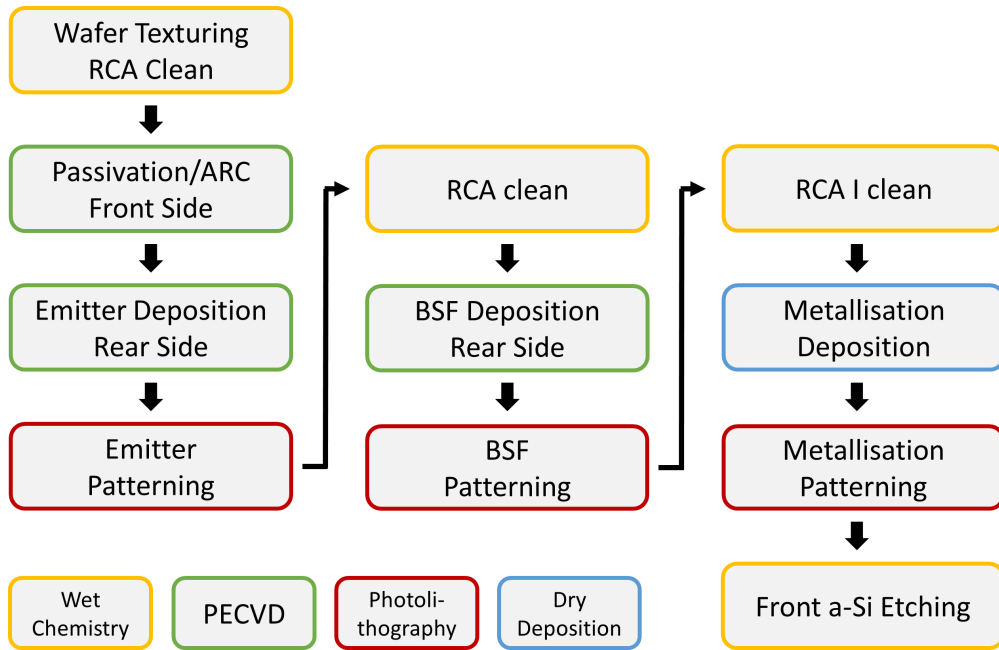 Wafer Texturing
RCA Clean
Passivation/ARC
Front Side
Emitter Deposition
Rear Side
Emitter
Patterning
RCA clean
BSF Deposition
Rear Side
BSF
Patterning
RCA I clean
Metallisation
Deposition
Metallisation
Patterning
Front a-Si Etching
Wet
Chemistry
PECVD
Photoli-
thography
Dry
Deposition